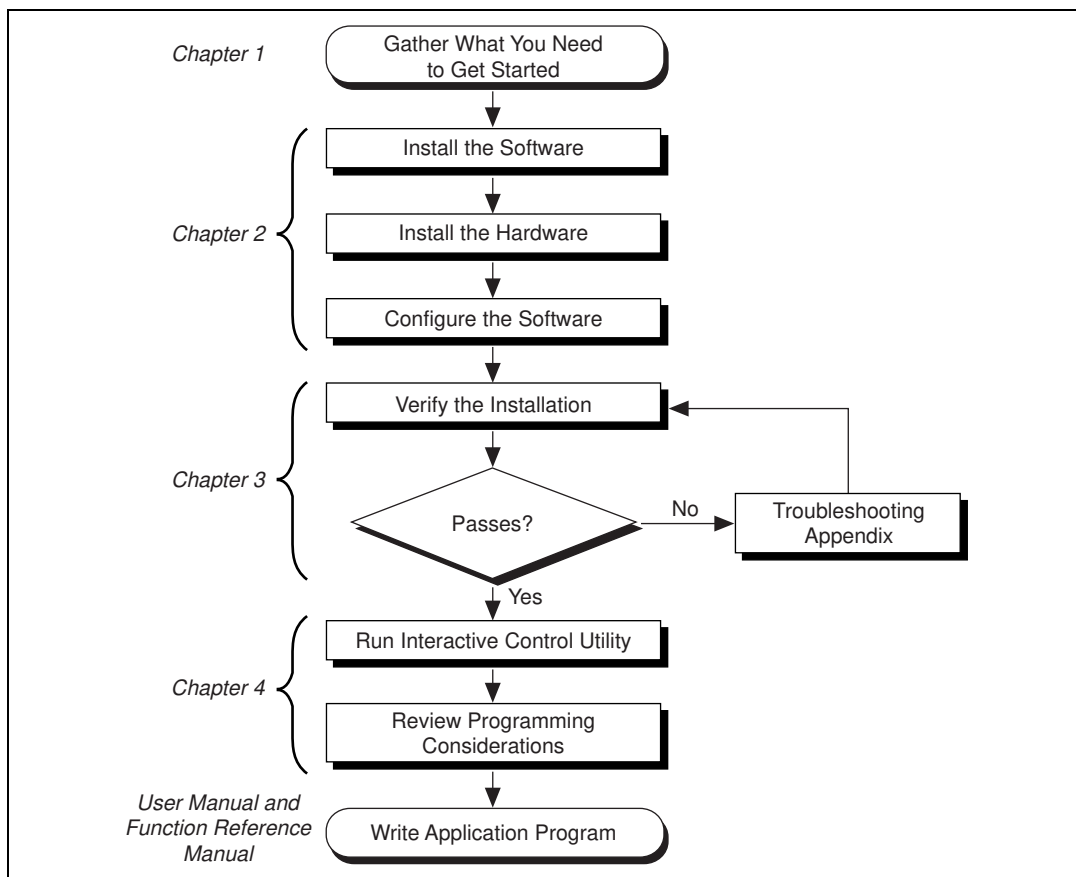 Chapter 1
Gather What You Need
to Get Started
Install the Software
Chapter 2
Install the Hardware
Configure the Software
Verify the Installation
Chapter 3
Passes?
No
Troubleshooting
Appendix
Yes
Run Interactive Control Utility
Chapter 4
Review Programming
Considerations
User Manual and
Function Reference
Manual
Write Application Program